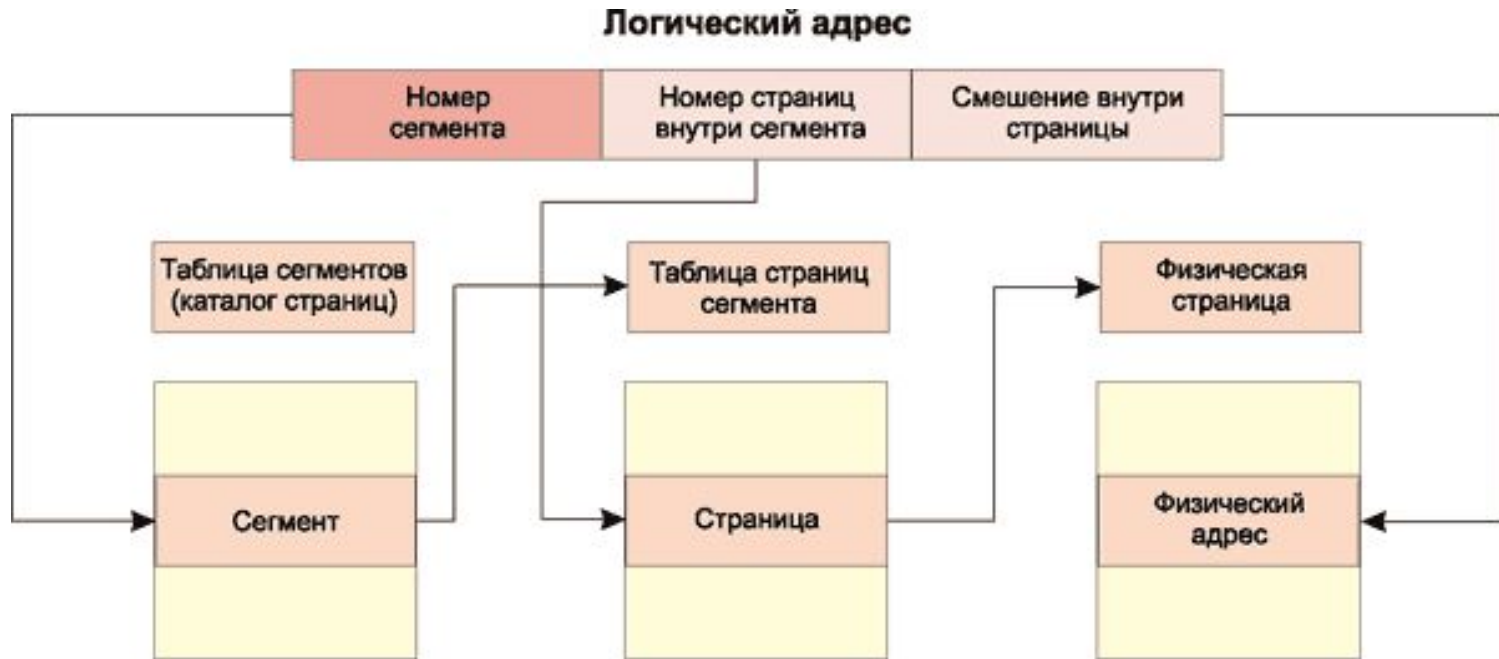 Логический адрес
Номер
сегмента
Номер страниц
внутри сегмента
Смешение внутри
страницы
Таблица сегментов
(каталог страниц)
Таблица страниц
сегмента
Физическая
страница
Сегмент
Страница
Физический
адрес